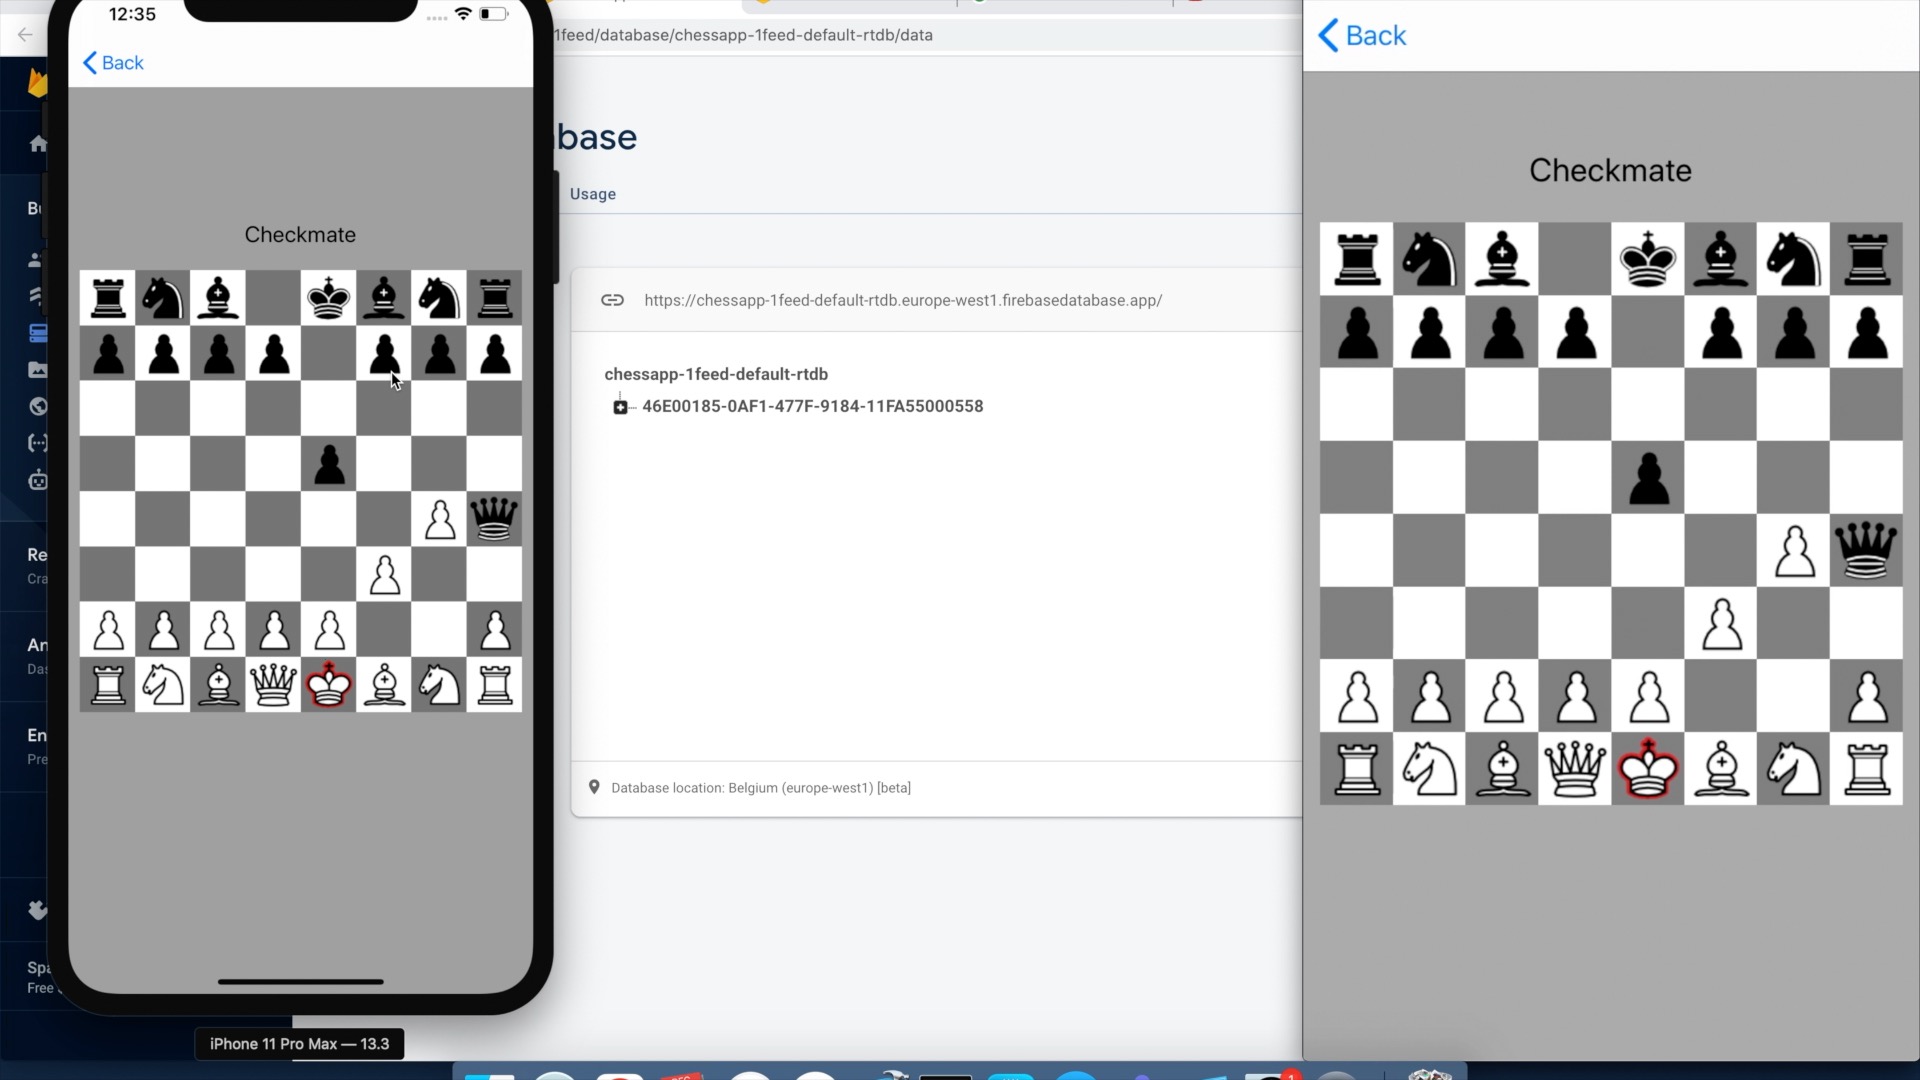 12:35
Back
Checkmate
iPhone 11 Pro Max — 13.3
1feed/database/chessapp-1feed-default-rtdb/data
base
Usage
https://chessapp-1feed-default-rtdb.europe-west1.firebasedatabase.app/
chessapp-1feed-default-rtdb
46E00185-0AF1-477F-9184-11FA55000558
Database location: Belgium (europe-west1) [beta]
Back
Checkmate
Re
Cra
An
Das
En
Pre
Spa
Free
1